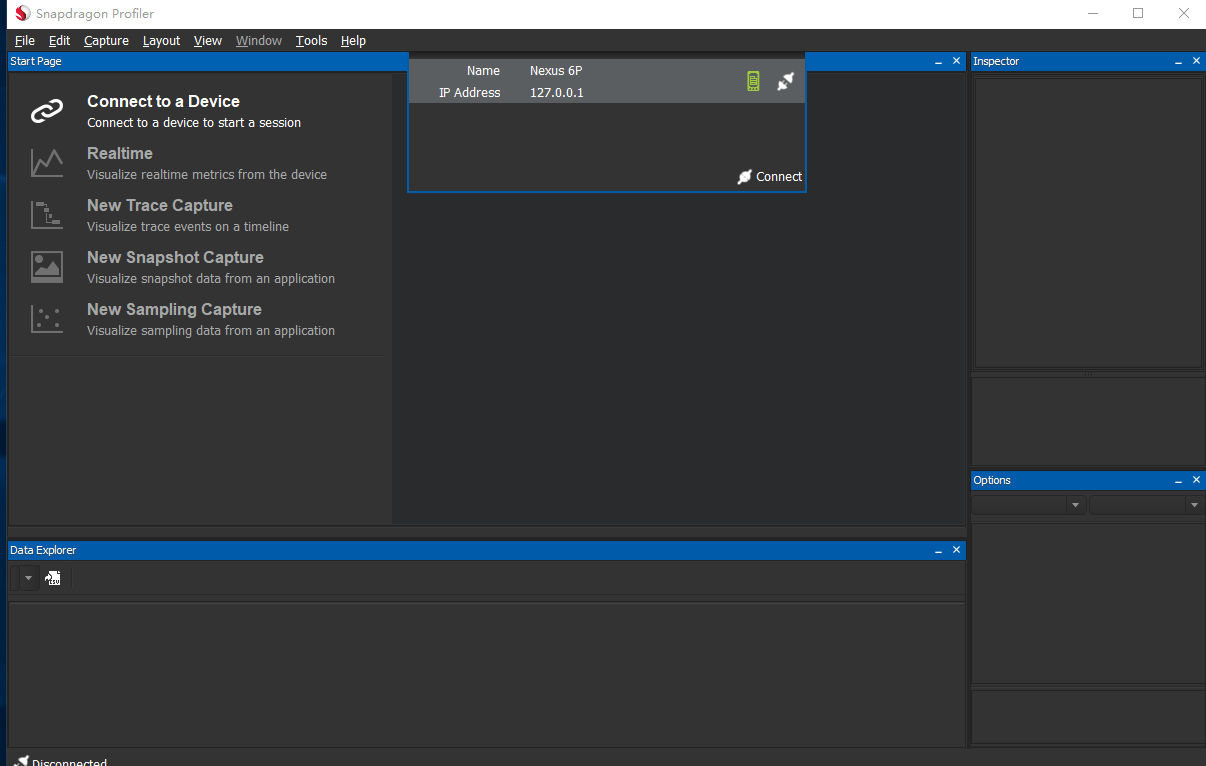 Snapdragon Profiler
File Edit Capture Layout View Window Tools Help
Start Page
Name Nexus 6P
IP Address 127.0.0.1
Connect
Connect to a Device
Connect to a device to start a session
Realtime
Visualize realtime metrics from the device
New Trace Capture
Visualize trace events on a timeline
New Snapshot Capture
Visualize snapshot data from an application
New Sampling Capture
Visualize sampling data from an application
Inspector
Options
Data Explorer
Disconnected